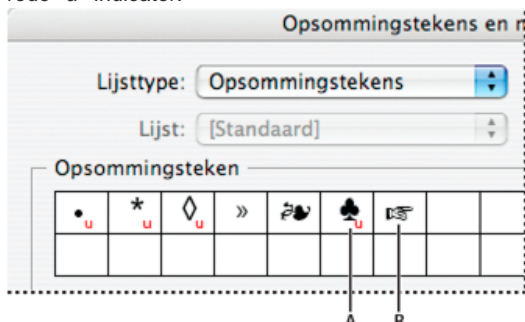 rode "u"-indicator.
Opsommingstekens en n
Lijsttype: Opsommingstekens
Lijst: [Standaard]
Opsommingsteken
•u *u ◊u » ❧ ♣u ☞
A B